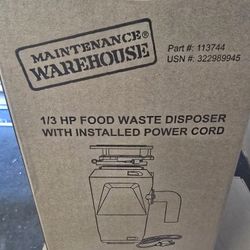 MAINTENANCE®
WAREHOUSE
Part #: 113744
USN #: 322989945
1/3 HP FOOD WASTE DISPOSER
WITH INSTALLED POWER CORD